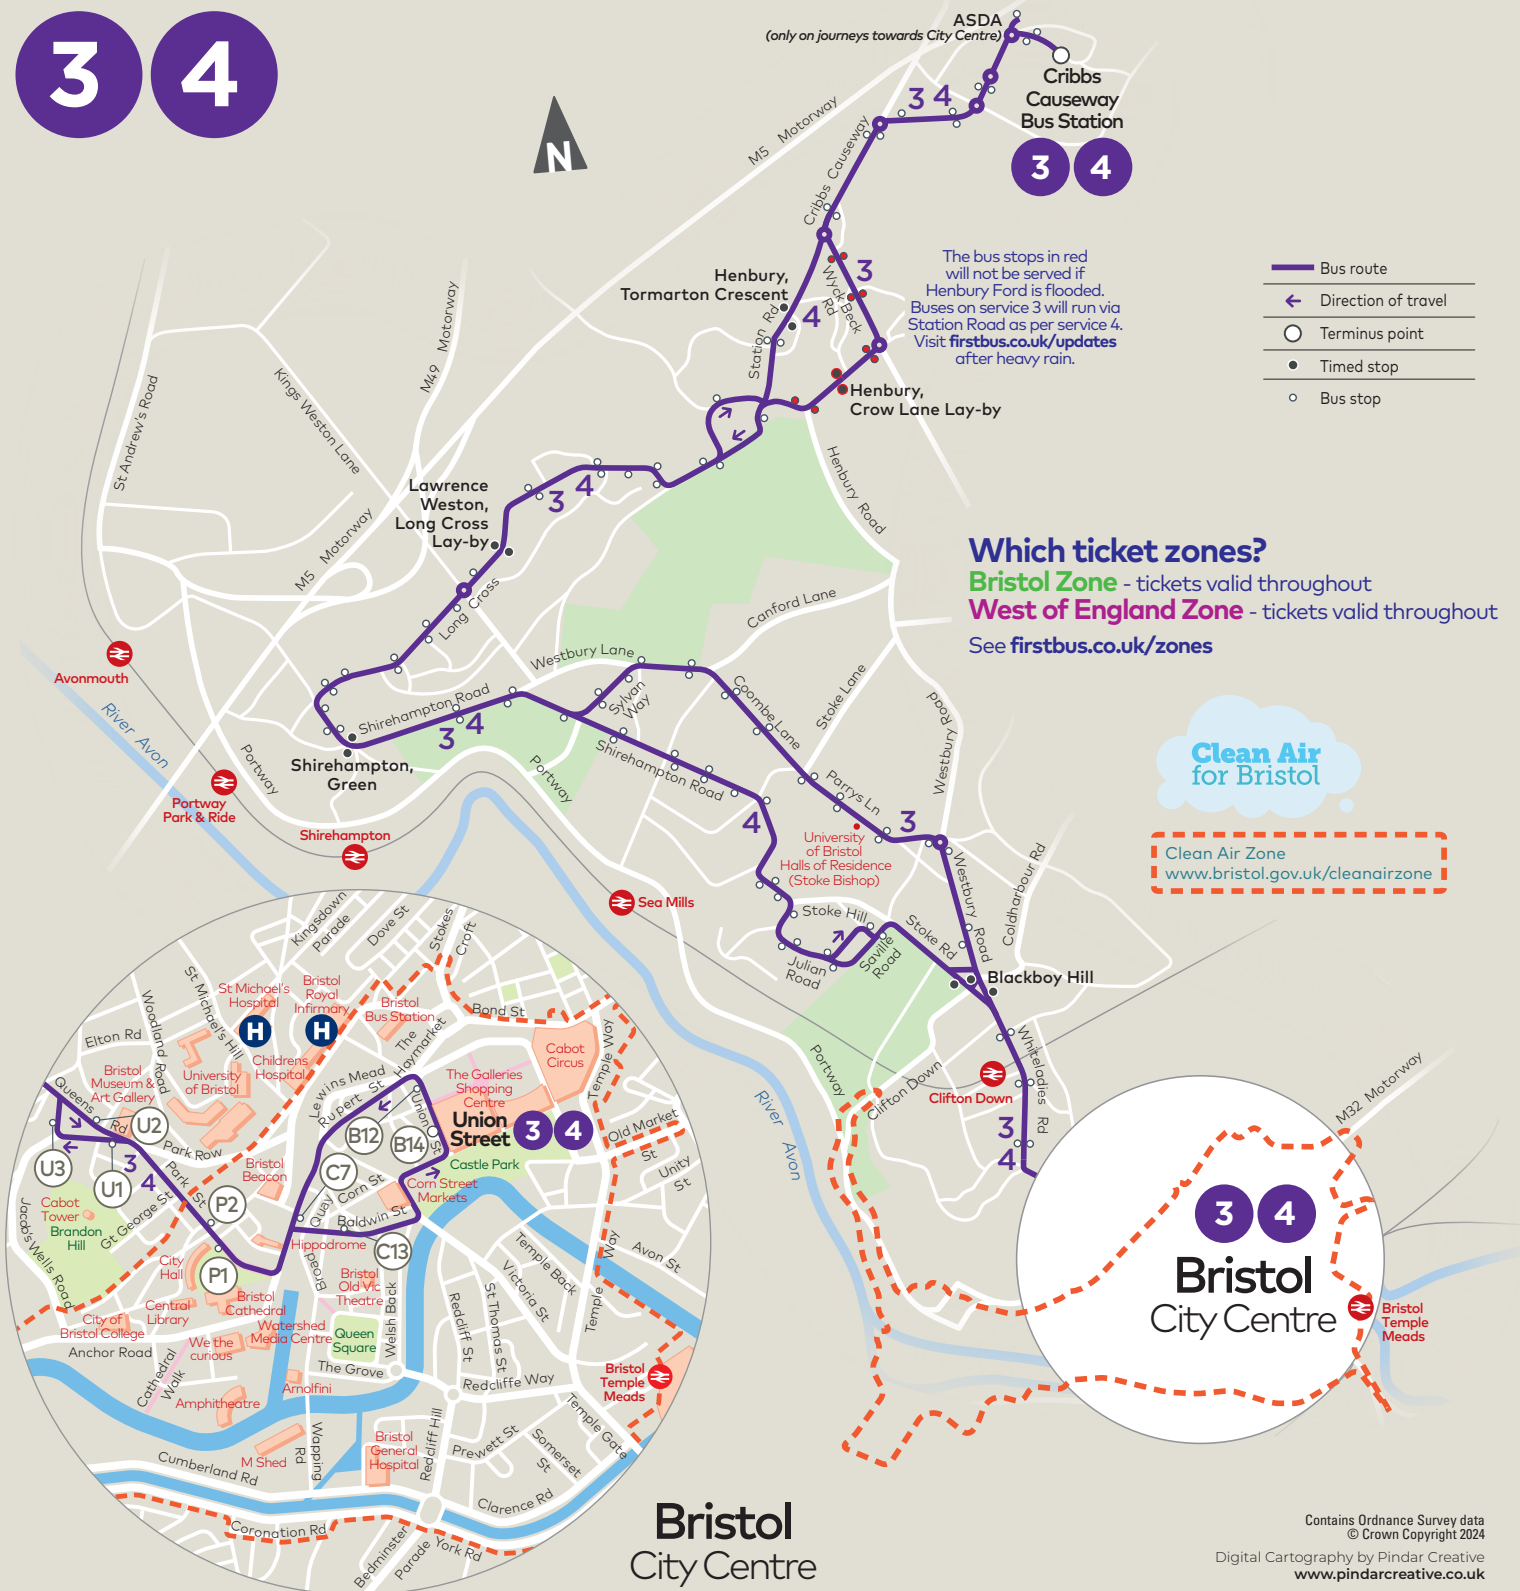 3 4
ASDA
(only on journeys towards City Centre)
Cribbs
Causeway
Bus Station
3 4
3 4
M5 Motorway
Cribbs Causeway
N
The bus stops in red
will not be served if
Henbury Ford is flooded.
Buses on service 3 will run via
Station Road as per service 4.
Visit firstbus.co.uk/updates
after heavy rain.
Bus route
Direction of travel
Terminus point
Timed stop
Bus stop
Henbury,
Tormarton Crescent
3
4
Wyck Beck
Rd
Station Rd
Henbury,
Crow Lane Lay-by
M49 Motorway
Kings Weston Lane
St Andrew's Road
Henbury Road
Lawrence
Weston,
Long Cross
Lay-by
3 4
M5 Motorway
Long Cross
Which ticket zones?
Bristol Zone - tickets valid throughout
West of England Zone - tickets valid throughout
See firstbus.co.uk/zones
Canford Lane
Westbury Lane
Avonmouth
River Avon
Sylvan
Way
Coombe Lane
Stoke Lane
Westbury Road
Shirehampton Road
3 4
Shirehampton,
Green
Portway
Portway
Shirehampton Road
Portway
Park & Ride
Shirehampton
Parrys Ln
4
3
University
of Bristol
Halls of Residence
(Stoke Bishop)
Clean Air
for Bristol
Clean Air Zone
www.bristol.gov.uk/cleanairzone
Sea Mills
Stoke Hill
Stoke Rd
Saville
Road
Julian
Road
Westbury Road
Coldharbour Rd
Blackboy Hill
Portway
Clifton Down
Clifton Down
Whiteladies Rd
River Avon
3
4
M32 Motorway
3 4
Bristol
City Centre
Bristol
Temple
Meads
Kingsdown
Parade
Dove St
Stokes
Croft
St Michael's
Hospital
Bristol
Royal
Infirmary
H H
Bristol
Bus Station
Bond St
St Michael's Hill
Woodland Road
Elton Rd
The
Haymarket
Cabot
Circus
Temple Way
Bristol
Museum &
Art Gallery
University
of Bristol
Childrens
Hospital
Lewins Mead
Rupert St
The Galleries
Shopping
Centre
Union
Street
3 4
Union St
Queens
Rd
U2
B12
B14
Old Market
St
Unity
St
Castle Park
Park Row
U3
3
4
U1
Park St
Bristol
Beacon
C7
Corn St
Corn Street
Markets
Cabot
Tower
Brandon
Hill
Jacob's Wells Road
Gt George St
P2
Quay
Baldwin St
C13
Hippodrome
Broad
City
Hall
P1
Bristol
Old Vic
Theatre
Welsh Back
Temple Back
Victoria St
Temple
Way
Avon St
Central
Library
Bristol
Cathedral
City of
Bristol College
Anchor Road
Watershed
Media Centre
We the
curious
Queen
Square
Redcliff St
St Thomas St
Cathedral
Walk
The Grove
Arnolfini
Amphitheatre
Redcliffe Way
Bristol
Temple
Meads
Temple Gate
M Shed
Wapping
Rd
Bristol
General
Hospital
Redcliff Hill
Prewett St
Somerset
St
Cumberland Rd
Clarence Rd
Coronation Rd
Bedminster
Parade
York Rd
Bristol
City Centre
Contains Ordnance Survey data
© Crown Copyright 2024
Digital Cartography by Pindar Creative
www.pindarcreative.co.uk